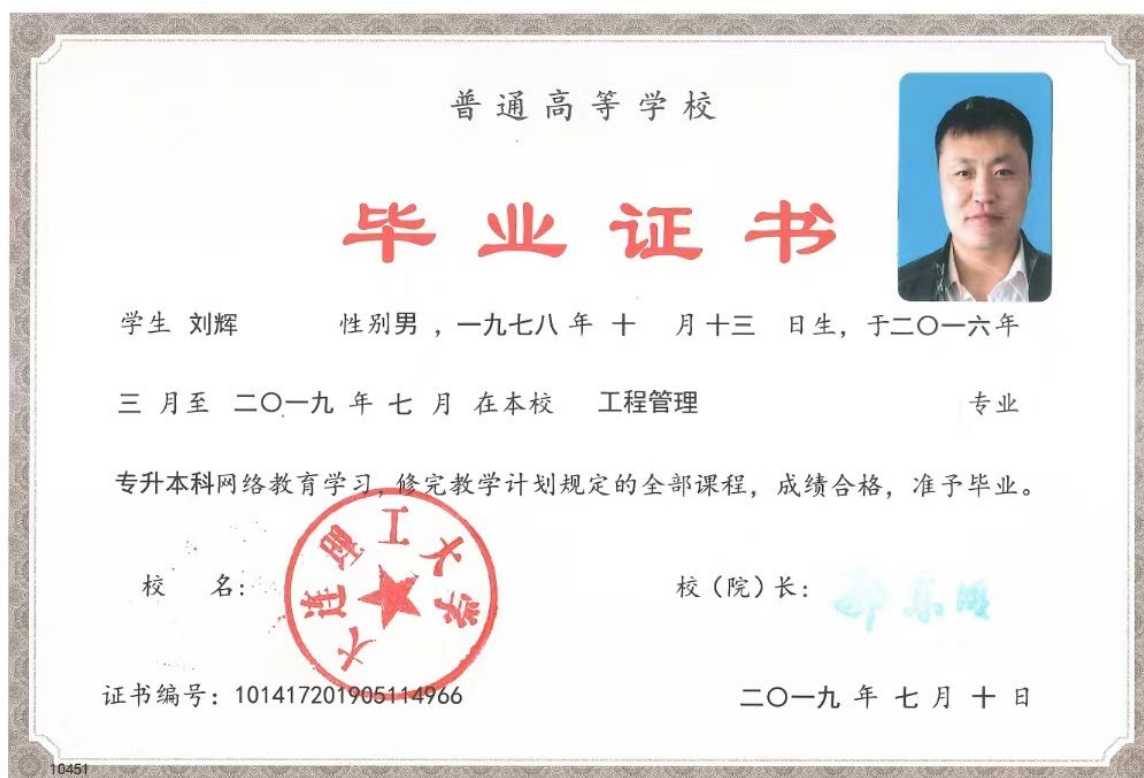 普通高等学校
毕业证书
学生 刘辉 性别男，一九七八 年 十 月十三 日生，于二〇一六年
三 月至 二〇一九 年 七 月 在本校 工程管理 专业
专升本科网络教育学习，修完教学计划规定的全部课程，成绩合格，准予毕业。
校 名：
大连理工大学
校（院）长：
证书编号：101417201905114966
二〇一九 年 七 月 十 日
10451